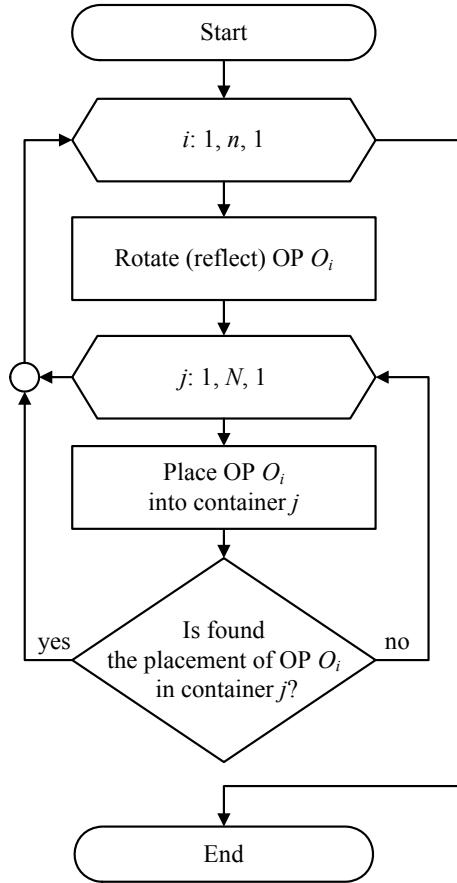 Start
i: 1, n, 1
Rotate (reflect) OP Oi
j: 1, N, 1
Place OP Oi
into container j
yes
Is found
the placement of OP Oi
in container j?
no
End